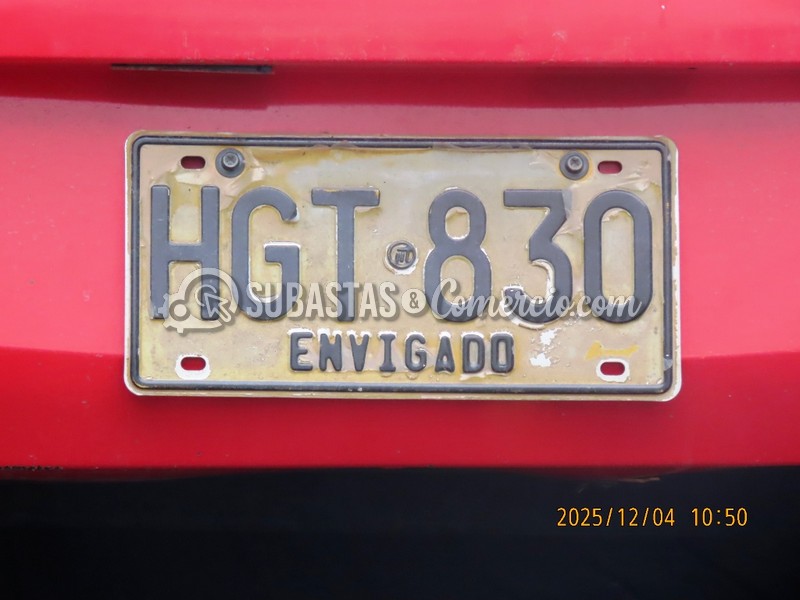 HGT 830
SUBASTAS & Comercio.com
ENVIGADO
2025/12/04 10:50